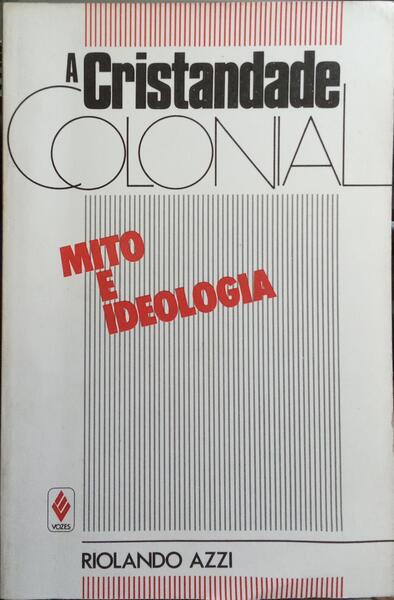 A Cristandade
COLONIAL
MITO
E
IDEOLOGIA
VOZES
RIOLANDO AZZI